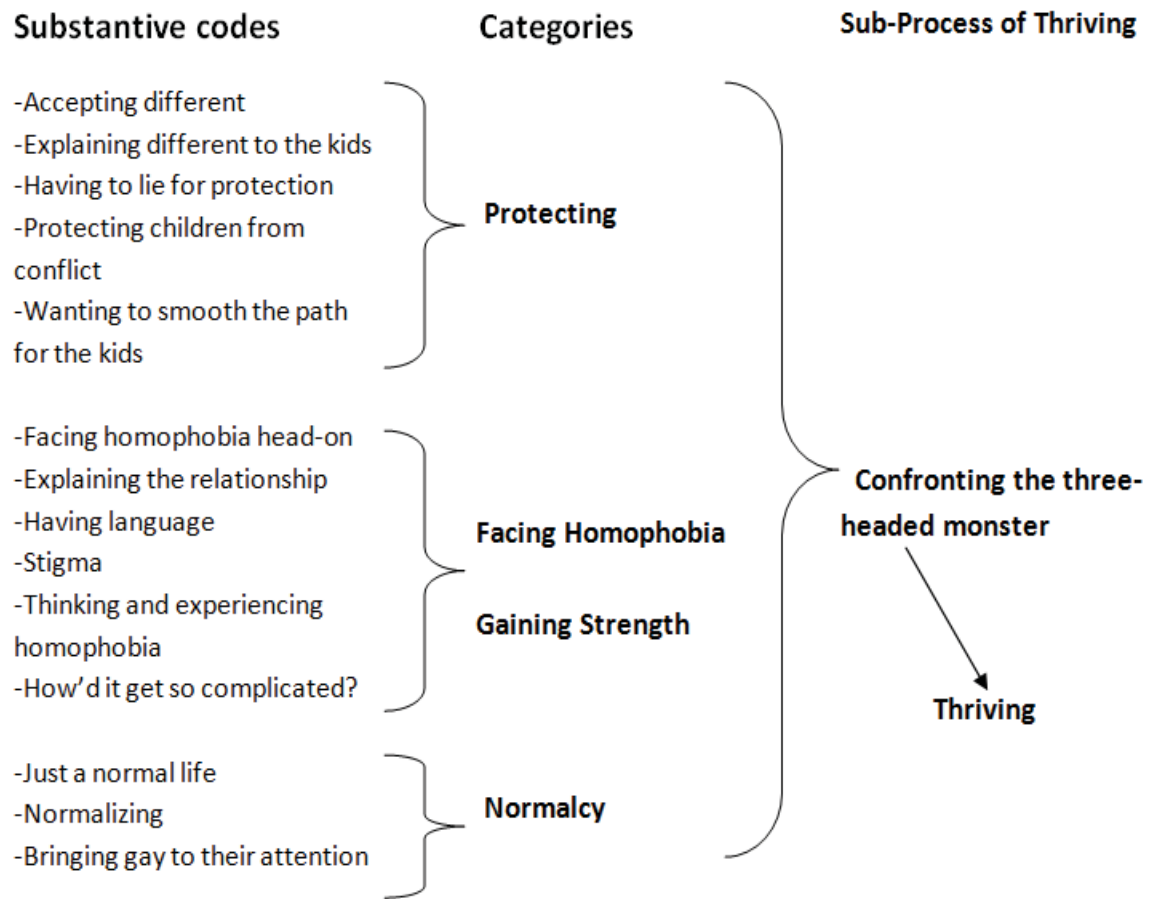 Substantive codes
Categories
Sub-Process of Thriving
-Accepting different
-Explaining different to the kids
-Having to lie for protection
-Protecting children from
conflict
-Wanting to smooth the path
for the kids
Protecting
-Facing homophobia head-on
-Explaining the relationship
-Having language
-Stigma
-Thinking and experiencing
homophobia
-How’d it get so complicated?
Facing Homophobia
Gaining Strength
-Just a normal life
-Normalizing
-Bringing gay to their attention
Normalcy
Confronting the three-
headed monster
Thriving